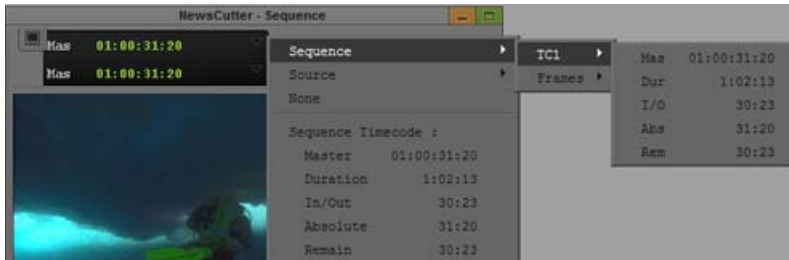 NewsCutter - Sequence
Mas 01:00:31:20
Mas 01:00:31:20
Sequence
Source
None
Sequence Timecode :
Master 01:00:31:20
Duration 1:02:13
In/Out 30:23
Absolute 31:20
Remain 30:23
TC1
Frames
Mas 01:00:31:20
Dur 1:02:13
I/O 30:23
Abs 31:20
Rem 30:23